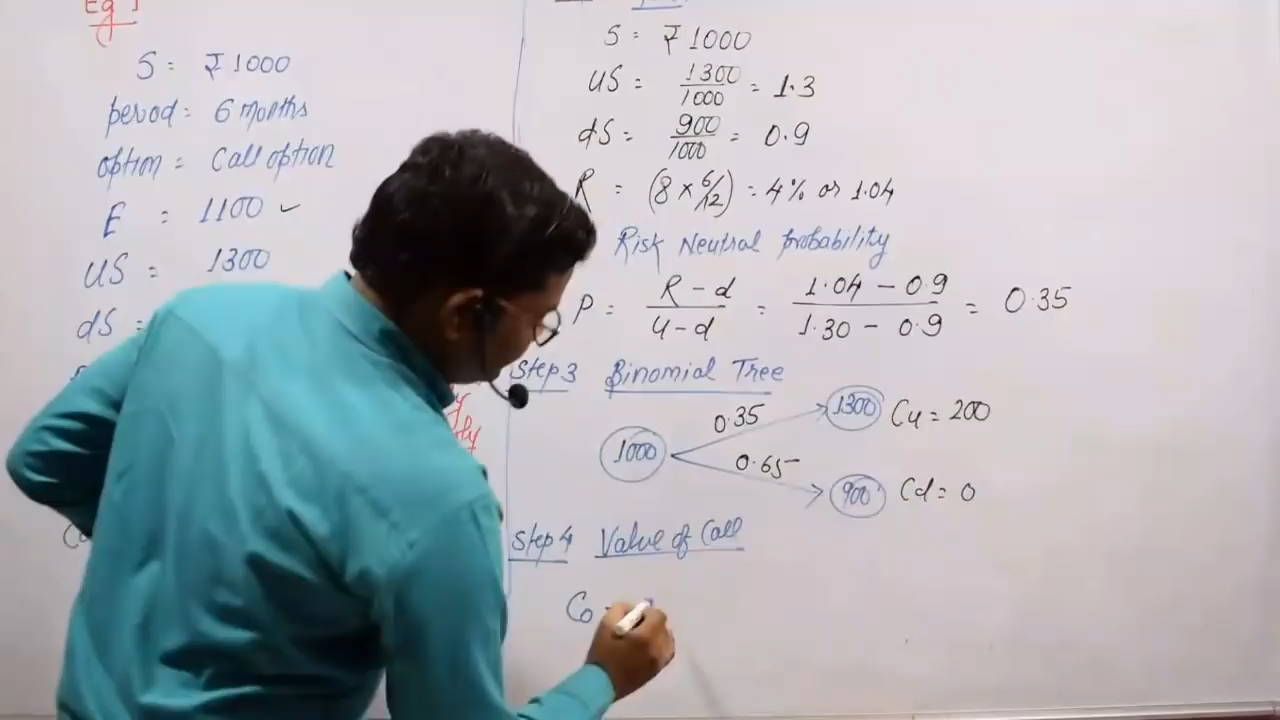 Eg 1
S = ₹1000
period = 6 months
option = Call option
E = 1100 ✓
US = 1300
dS =
S = ₹1000
US = 1300/1000 = 1.3
dS = 900/1000 = 0.9
R = (8 × 6/12) = 4% or 1.04
Risk Neutral probability
P = R - d / u - d = 1.04 - 0.9 / 1.30 - 0.9 = 0.35
Step 3 Binomial Tree
1000 0.35 1300 Cu = 200
0.65 900 Cd = 0
Step 4 Value of Call
Co